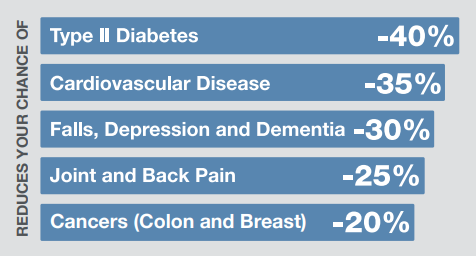 REDUCES YOUR CHANCE OF
Type II Diabetes -40%
Cardiovascular Disease -35%
Falls, Depression and Dementia -30%
Joint and Back Pain -25%
Cancers (Colon and Breast) -20%